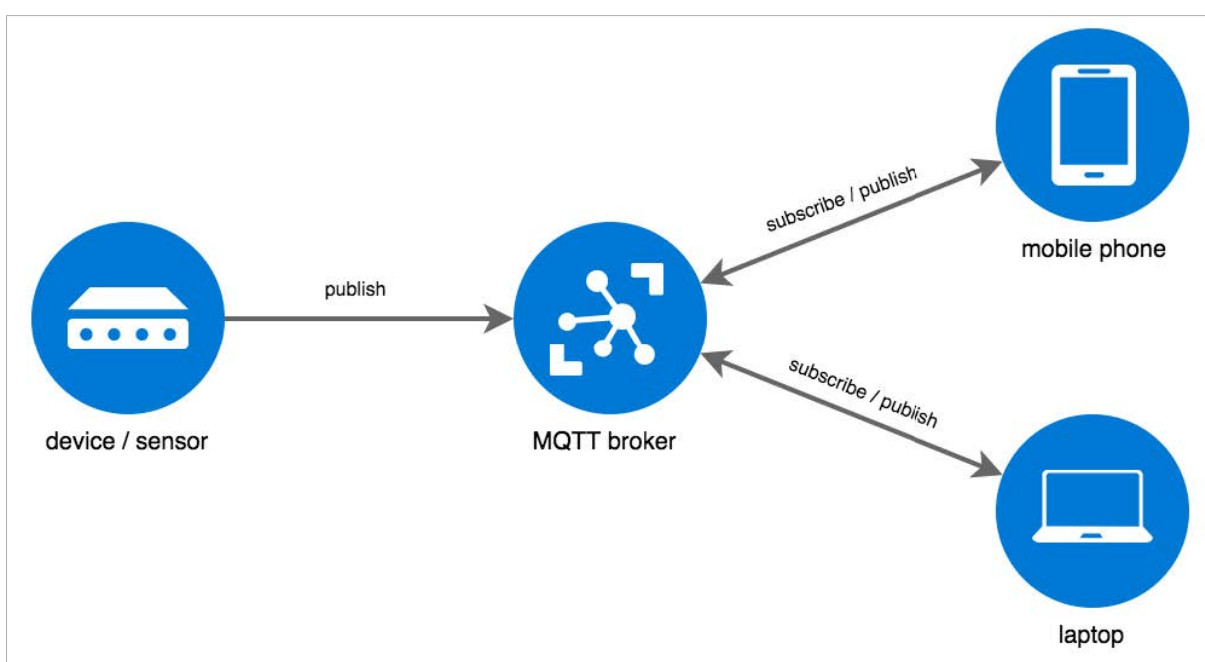 subscribe / publish
mobile phone
publish
device / sensor
MQTT broker
subscribe / publish
laptop